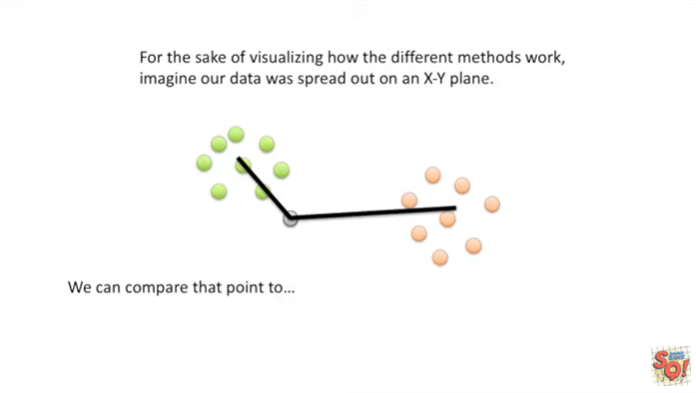 For the sake of visualizing how the different methods work,
imagine our data was spread out on an X-Y plane.
We can compare that point to...
SQ!